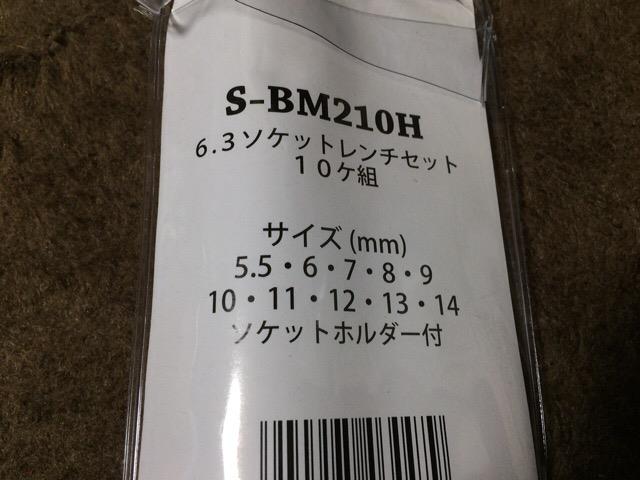 S-BM210H
6.3ソケットレンチセット
10ケ組
サイズ(mm)
5.5・6・7・8・9
10・11・12・13・14
ソケットホルダー付